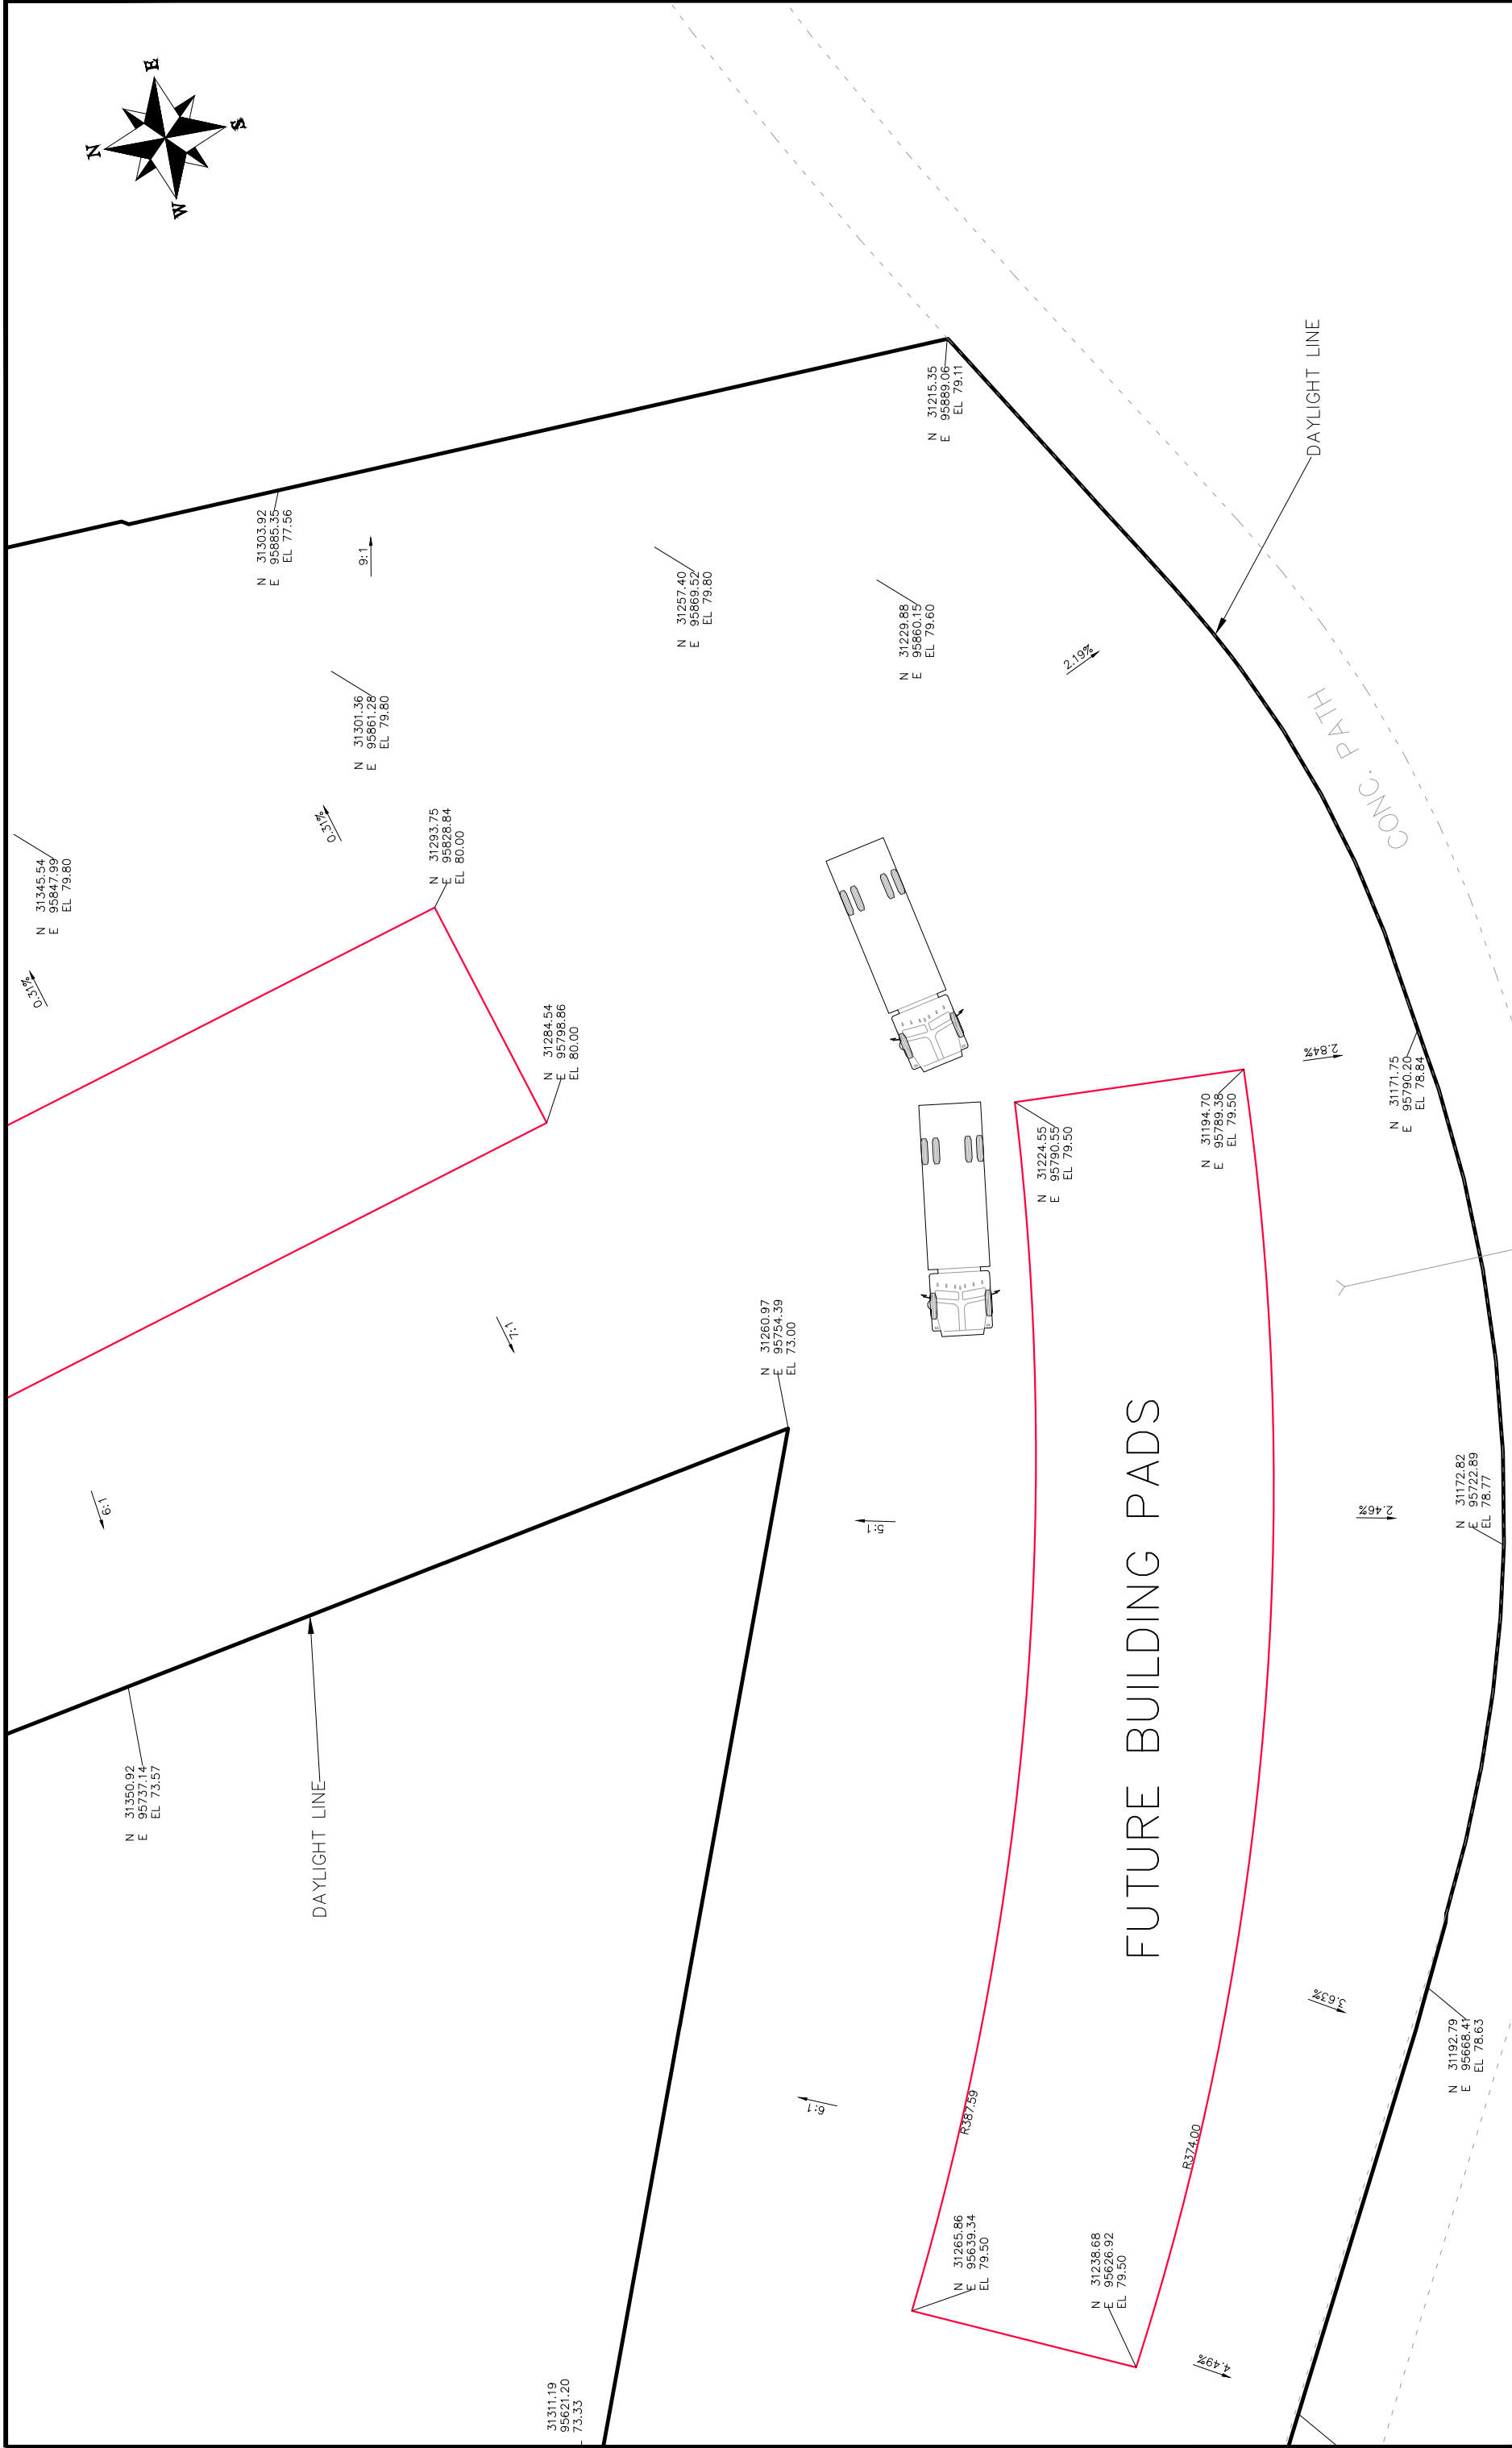 N
E
S
W
N 31345.54
E 95847.99
EL 79.80
0.31%
N 31303.92
E 95885.35
EL 77.56
9:1
N 31301.36
E 95861.28
EL 79.80
0.31%
N 31293.75
E 95828.84
EL 80.00
N 31284.54
E 95798.86
EL 80.00
N 31257.40
E 95869.52
EL 79.80
N 31215.35
E 95889.06
EL 79.11
N 31229.88
E 95860.15
EL 79.60
2.19%
DAYLIGHT LINE
CONC. PATH
N 31224.55
E 95790.55
EL 79.50
N 31194.70
E 95789.38
EL 79.50
2.84%
N 31171.75
E 95790.20
EL 78.84
7:1
N 31260.97
E 95754.39
EL 73.00
6:1
5:1
FUTURE BUILDING PADS
2.46%
N 31172.82
E 95722.89
EL 78.77
N 31350.92
E 95737.14
EL 73.57
DAYLIGHT LINE
6:1
R387.59
R374.00
3.63%
N 31192.79
E 95668.41
EL 78.63
N 31265.86
E 95639.34
EL 79.50
N 31238.68
E 95626.92
EL 79.50
4.49%
31311.19
95621.20
73.33